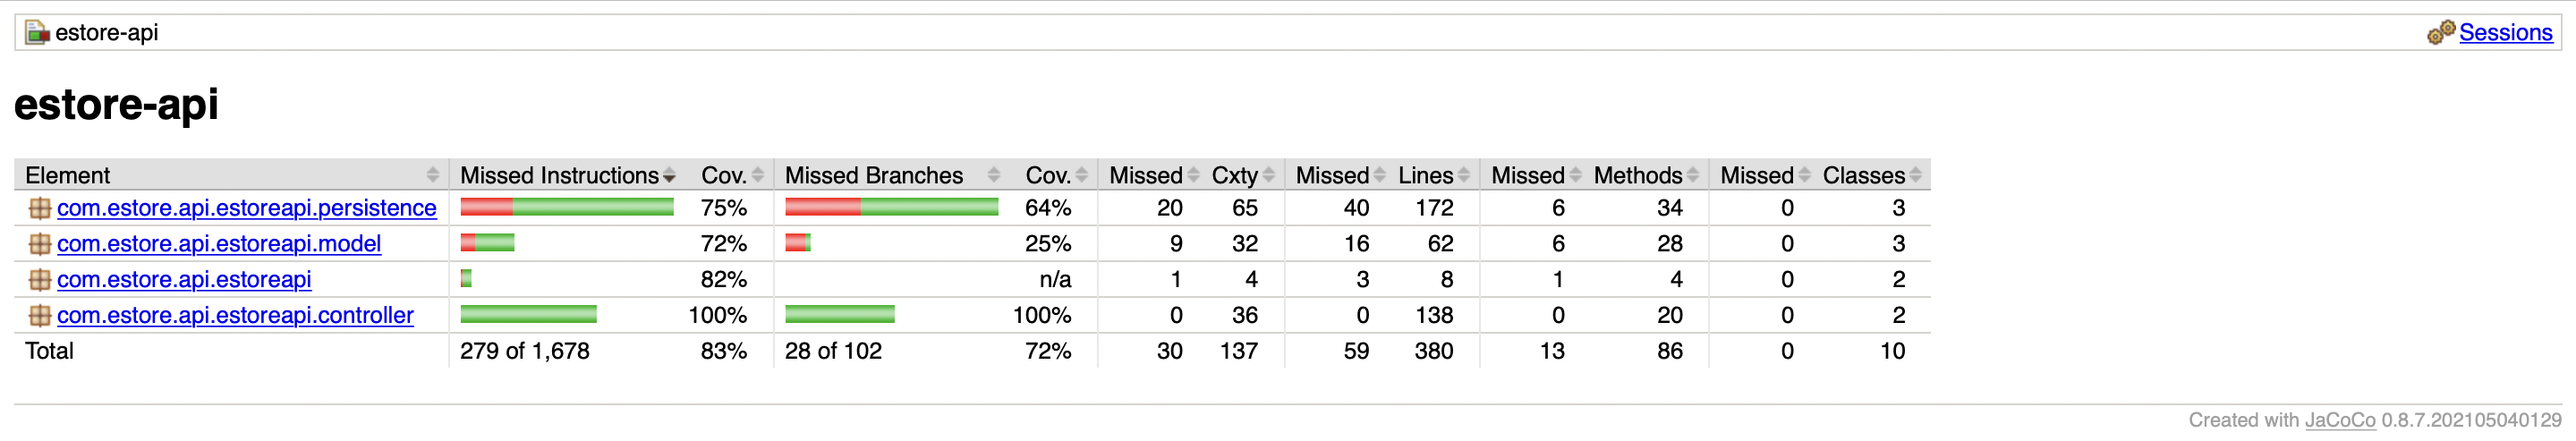 estore-api Sessions
estore-api
Element Missed Instructions Cov. Missed Branches Cov. Missed Cxty Missed Lines Missed Methods Missed Classes
com.estore.api.estoreapi.persistence 75% 64% 20 65 40 172 6 34 0 3
com.estore.api.estoreapi.model 72% 25% 9 32 16 62 6 28 0 3
com.estore.api.estoreapi 82% n/a 1 4 3 8 1 4 0 2
com.estore.api.estoreapi.controller 100% 100% 0 36 0 138 0 20 0 2
Total 279 of 1,678 83% 28 of 102 72% 30 137 59 380 13 86 0 10
Created with JaCoCo 0.8.7.202105040129